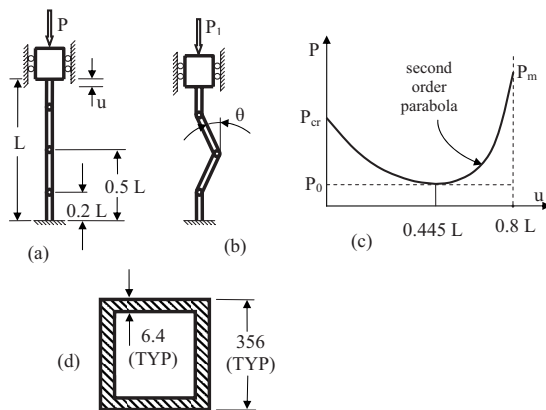 P
L
u
0.5 L
0.2 L
(a)
P1
θ
(b)
P
second
order
parabola
Pm
Pcr
P0
u
0.445 L
0.8 L
(c)
(d)
6.4
(TYP)
356
(TYP)